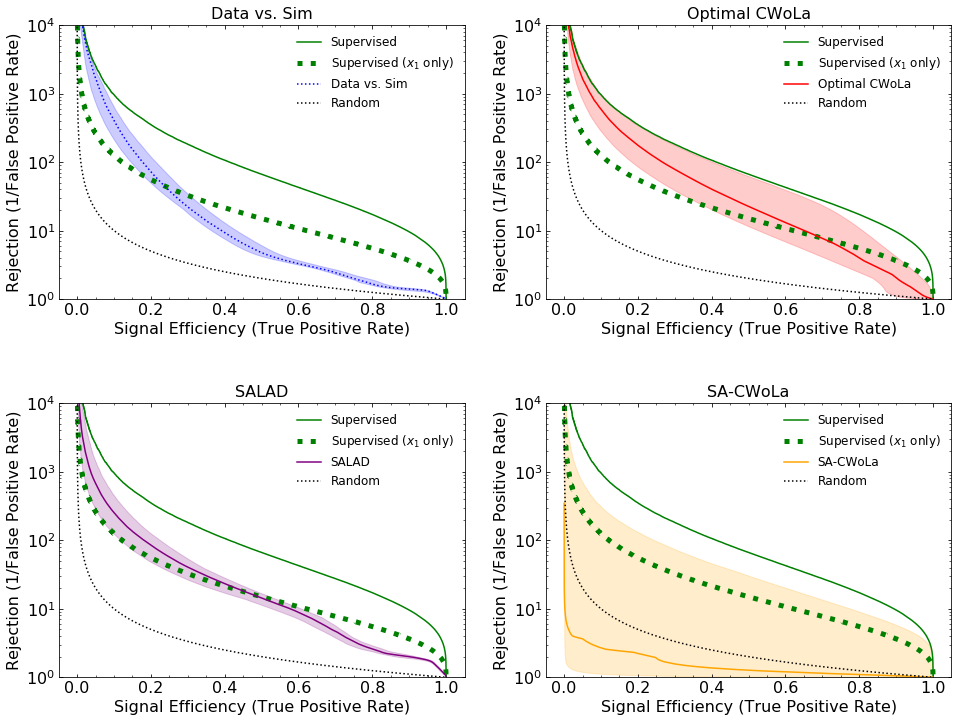 Data vs. Sim
Rejection (1/False Positive Rate)
10^4
10^3
10^2
10^1
10^0
Supervised
Supervised (x_1 only)
Data vs. Sim
Random
0.0 0.2 0.4 0.6 0.8 1.0
Signal Efficiency (True Positive Rate)
Optimal CWoLa
Rejection (1/False Positive Rate)
10^4
10^3
10^2
10^1
10^0
Supervised
Supervised (x_1 only)
Optimal CWoLa
Random
0.0 0.2 0.4 0.6 0.8 1.0
Signal Efficiency (True Positive Rate)
SALAD
Rejection (1/False Positive Rate)
10^4
10^3
10^2
10^1
10^0
Supervised
Supervised (x_1 only)
SALAD
Random
0.0 0.2 0.4 0.6 0.8 1.0
Signal Efficiency (True Positive Rate)
SA-CWoLa
Rejection (1/False Positive Rate)
10^4
10^3
10^2
10^1
10^0
Supervised
Supervised (x_1 only)
SA-CWoLa
Random
0.0 0.2 0.4 0.6 0.8 1.0
Signal Efficiency (True Positive Rate)